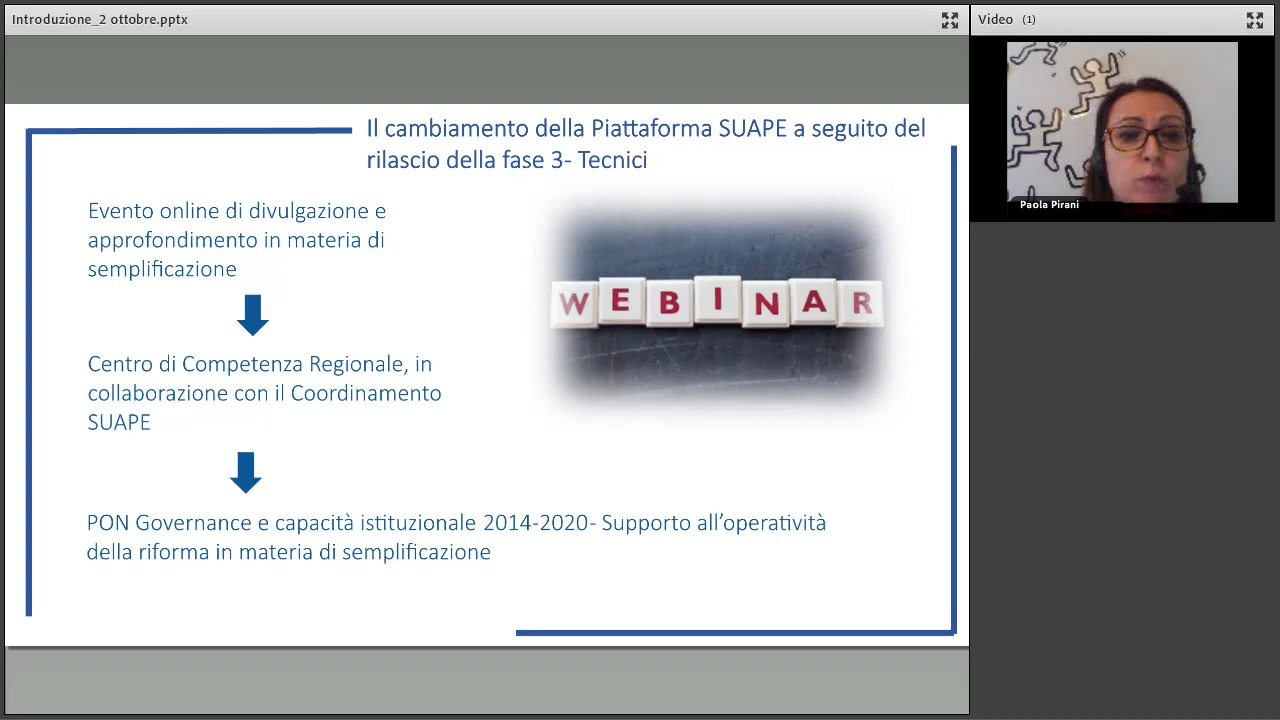 Introduzione_2 ottobre.pptx
Video (1)
Paola Pirani
Il cambiamento della Piattaforma SUAPE a seguito del
rilascio della fase 3- Tecnici
Evento online di divulgazione e
approfondimento in materia di
semplificazione
WEBINAR
Centro di Competenza Regionale, in
collaborazione con il Coordinamento
SUAPE
PON Governance e capacità istituzionale 2014-2020- Supporto all’operatività
della riforma in materia di semplificazione